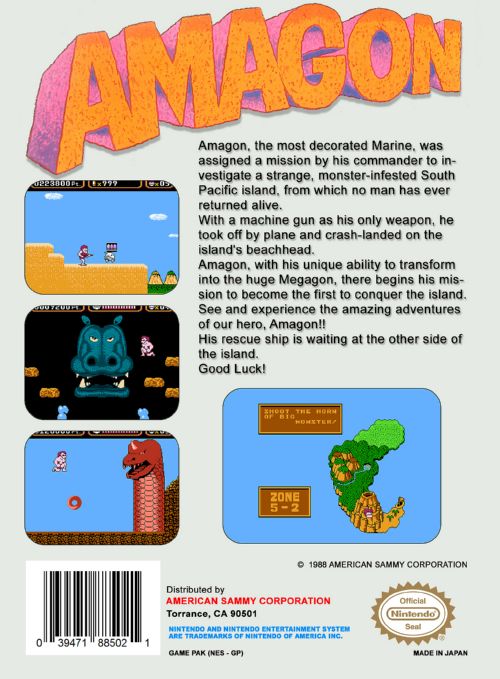 AMAGON
Amagon, the most decorated Marine, was
assigned a mission by his commander to in-
vestigate a strange, monster-infested South
Pacific island, from which no man has ever
returned alive.
With a machine gun as his only weapon, he
took off by plane and crash-landed on the
island's beachhead.
Amagon, with his unique ability to transform
into the huge Megagon, there begins his mis-
sion to become the first to conquer the island.
See and experience the amazing adventures
of our hero, Amagon!!
His rescue ship is waiting at the other side of
the island.
Good Luck!
0223800Pt. x999 x05
SHOOT THE HORN
OF BIG
MONSTER!
ZONE
5-2
© 1988 AMERICAN SAMMY CORPORATION
Distributed by
AMERICAN SAMMY CORPORATION
Torrance, CA 90501
NINTENDO AND NINTENDO ENTERTAINMENT SYSTEM
ARE TRADEMARKS OF NINTENDO OF AMERICA INC.
GAME PAK (NES - GP)
0 39471 88502 1
Official
Nintendo
Seal
®
MADE IN JAPAN